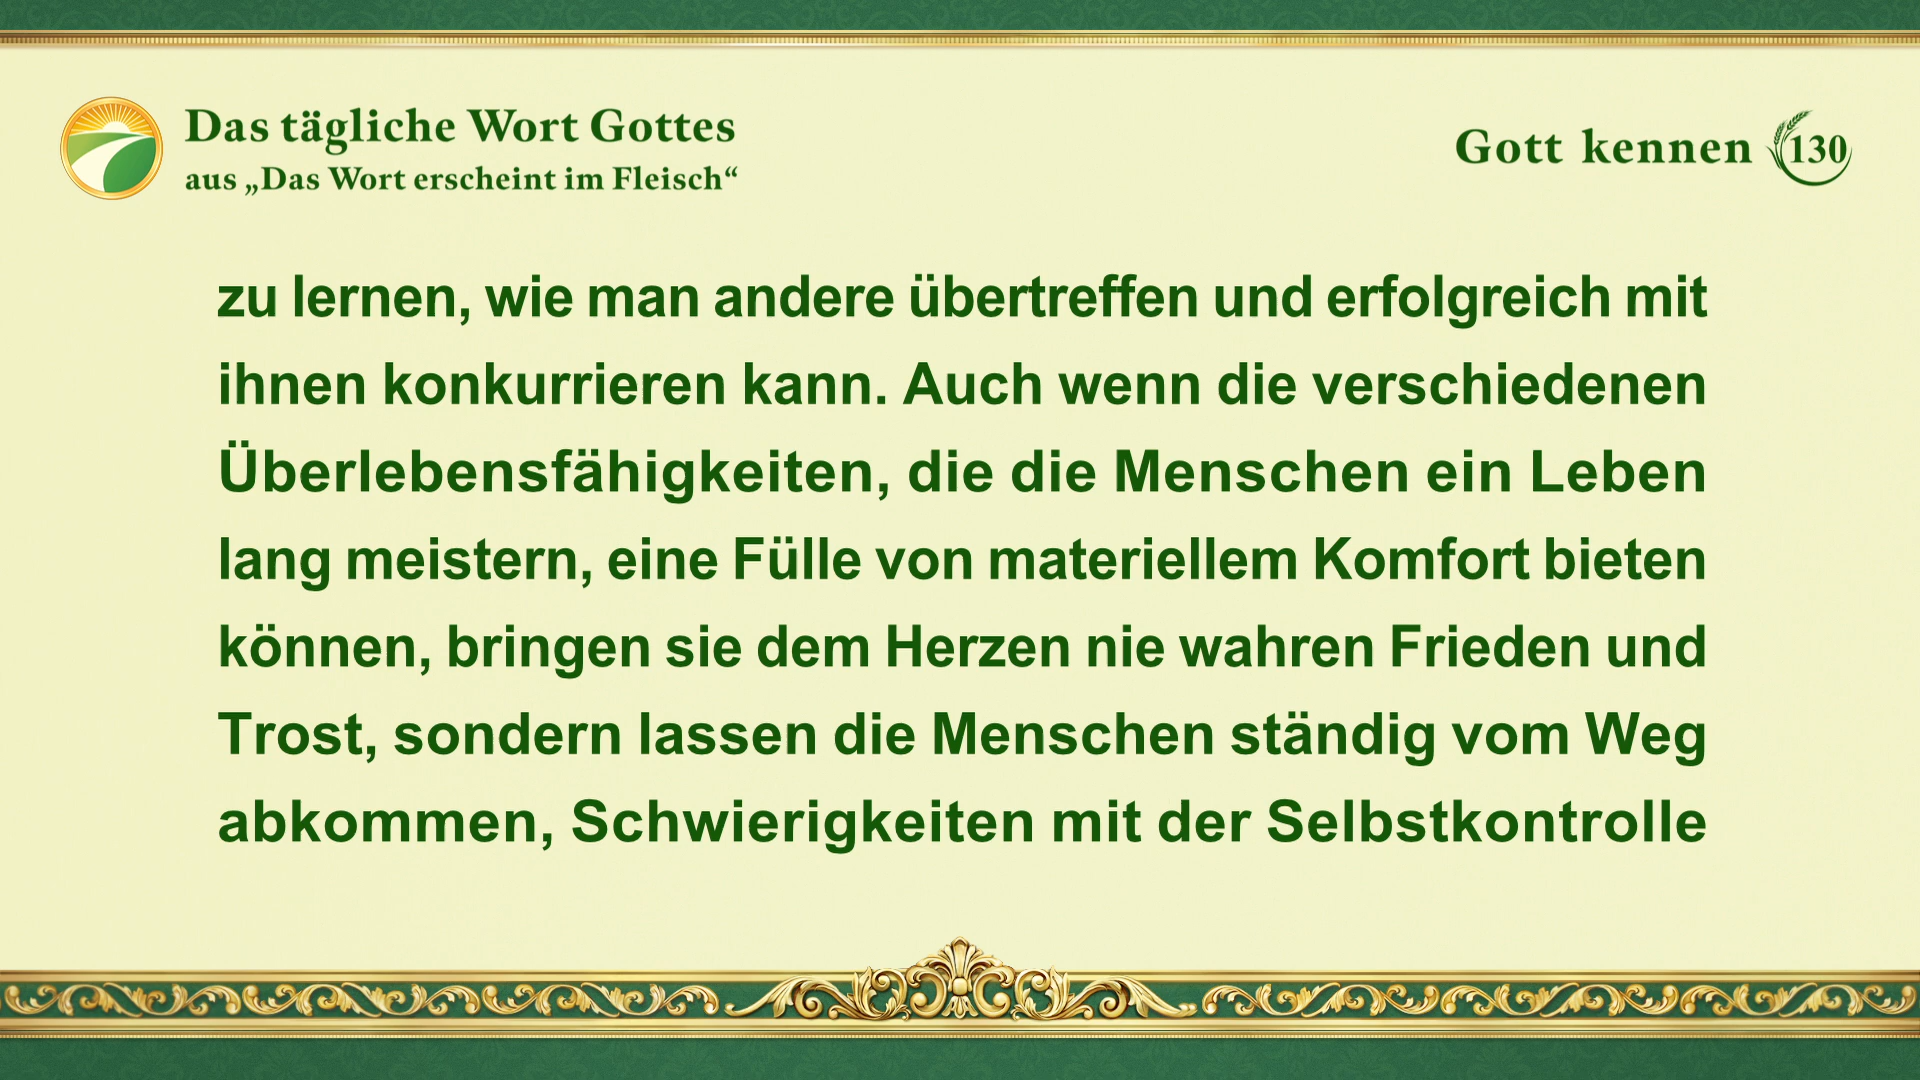 Das tägliche Wort Gottes
aus „Das Wort erscheint im Fleisch“
Gott kennen 130
zu lernen, wie man andere übertreffen und erfolgreich mit
ihnen konkurrieren kann. Auch wenn die verschiedenen
Überlebensfähigkeiten, die die Menschen ein Leben
lang meistern, eine Fülle von materiellem Komfort bieten
können, bringen sie dem Herzen nie wahren Frieden und
Trost, sondern lassen die Menschen ständig vom Weg
abkommen, Schwierigkeiten mit der Selbstkontrolle